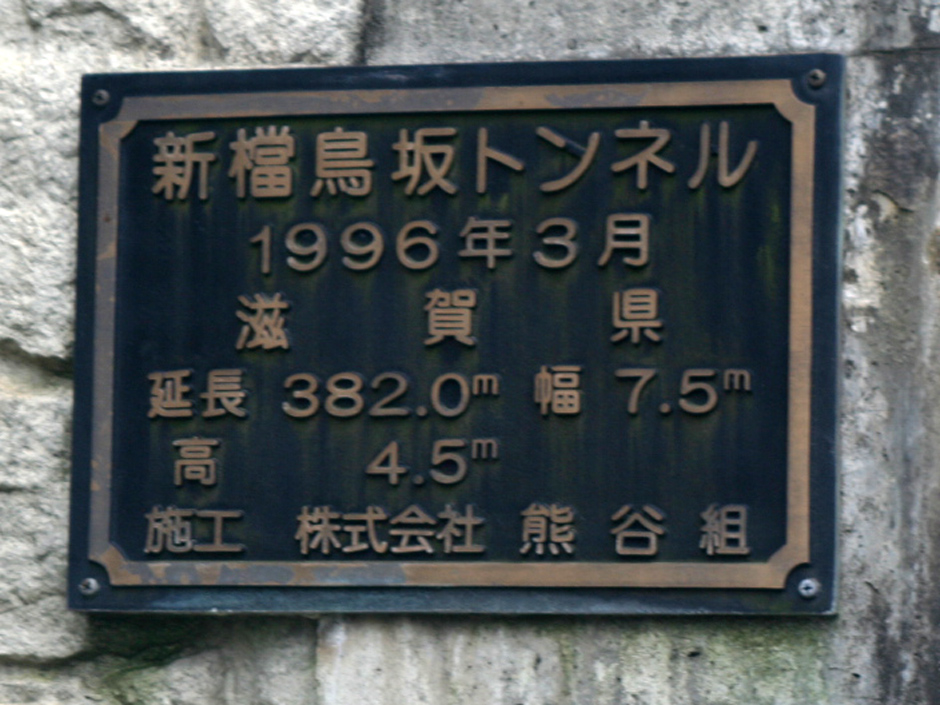 新檔鳥坂トンネル
1996年3月
滋賀県
延長 382.0m 幅 7.5m
高 4.5m
施工 株式会社 熊谷組